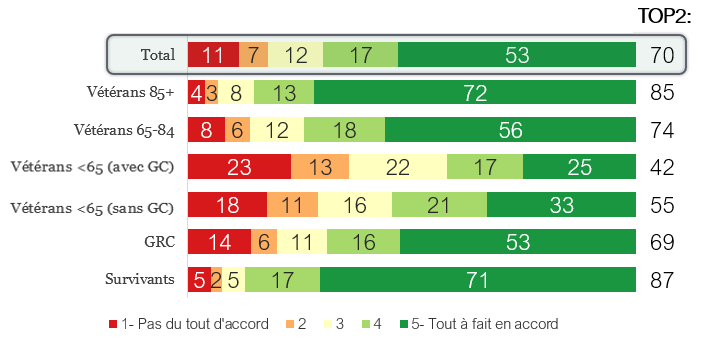 TOP2:
Total 11 7 12 17 53 70
Vétérans 85+ 4 3 8 13 72 85
Vétérans 65-84 8 6 12 18 56 74
Vétérans <65 (avec GC) 23 13 22 17 25 42
Vétérans <65 (sans GC) 18 11 16 21 33 55
GRC 14 6 11 16 53 69
Survivants 5 2 5 17 71 87
1- Pas du tout d'accord 2 3 4 5- Tout à fait en accord